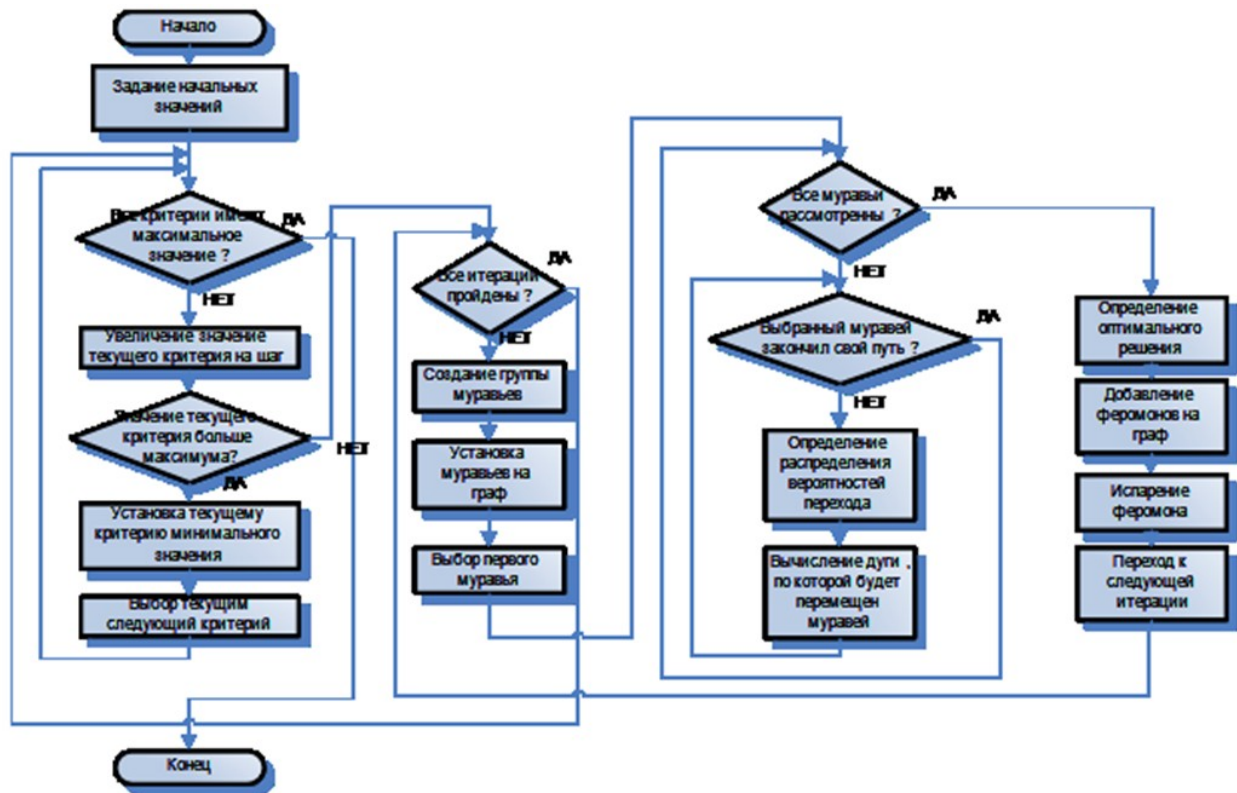 Начало
Задание начальных
значений
Все критерии имеют
максимальное
значение ?
ДА
НЕТ
Увеличение значение
текущего критерия на шаг
Значение текущего
критерия больше
максимума?
НЕТ
ДА
Установка текущему
критерию минимального
значения
Выбор текущим
следующий критерий
Конец
Все итераций
пройдены ?
ДА
НЕТ
Создание группы
муравьев
Установка
муравьев на
граф
Выбор первого
муравья
Все муравьи
рассмотренны ?
ДА
НЕТ
Выбранный муравей
закончил свой путь ?
ДА
НЕТ
Определение
распределения
вероятностей
перехода
Вычисление дуги ,
по которой будет
перемещен
муравей
Определение
оптимального
решения
Добавление
феромонов на
граф
Испарение
феромона
Переход к
следующей
итерации